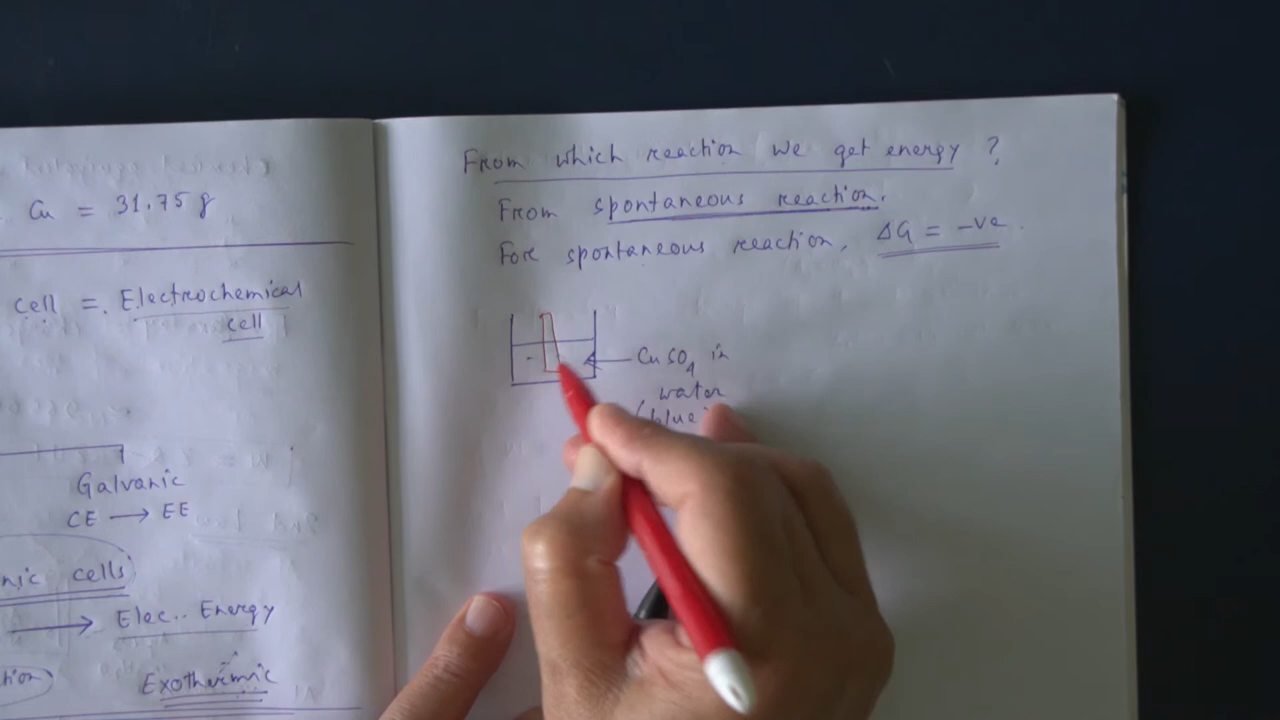 Cu = 31.75 g
cell = Electrochemical
cell
Galvanic
CE → EE
nic cells
→ Elec.. Energy
tion
Exothermic
From which reaction we get energy ?
From spontaneous reaction.
For spontaneous reaction, ΔG = -ve
CuSO4 in
water
(blue